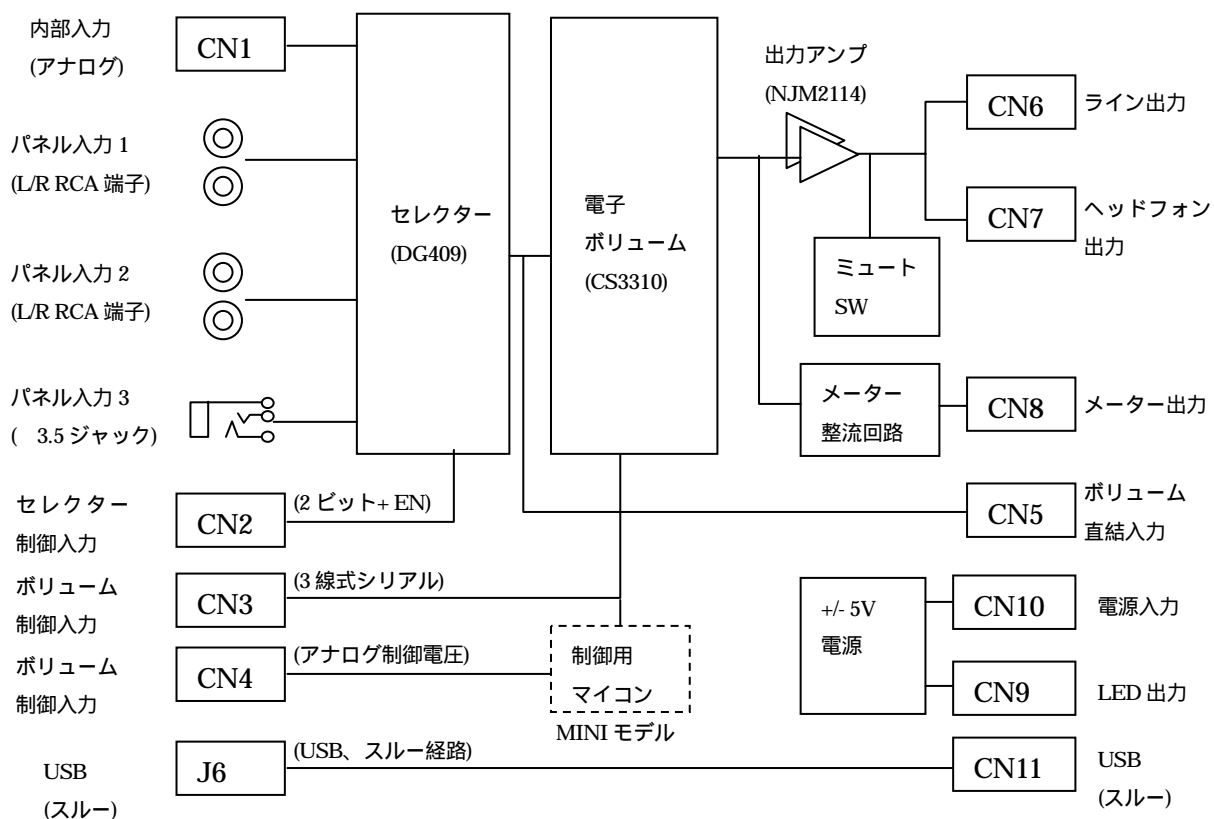 内部入力
(アナログ)
CN1
パネル入力 1
(L/R RCA 端子)
パネル入力 2
(L/R RCA 端子)
パネル入力 3
( 3.5 ジャック)
セレクター
(DG409)
電子
ボリューム
(CS3310)
出力アンプ
(NJM2114)
CN6
ライン出力
CN7
ヘッドフォン
出力
ミュート
SW
メーター
整流回路
CN8
メーター出力
セレクター
制御入力
CN2
(2 ビット+ EN)
CN5
ボリューム
直結入力
ボリューム
制御入力
CN3
(3 線式シリアル)
ボリューム
制御入力
CN4
(アナログ制御電圧)
制御用
マイコン
MINI モデル
+/- 5V
電源
CN10
電源入力
CN9
LED 出力
USB
(スルー)
J6
(USB、スルー経路)
CN11
USB
(スルー)